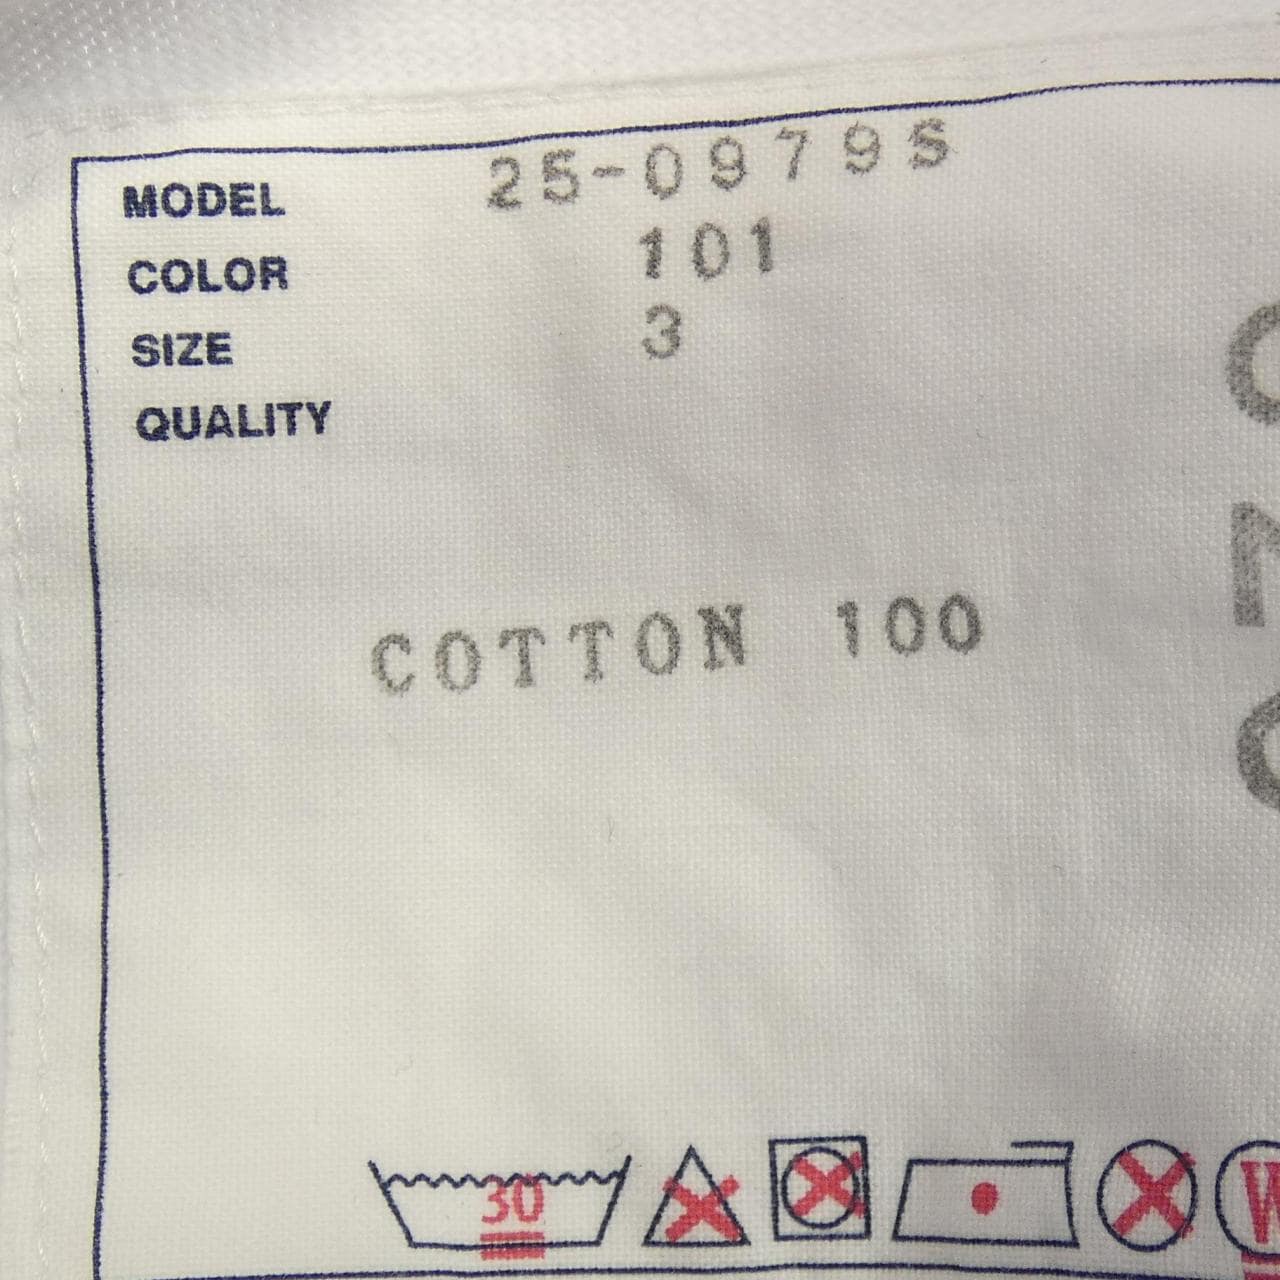 MODEL 25-0979S
COLOR 101
SIZE 3
QUALITY
COTTON 100
30
W